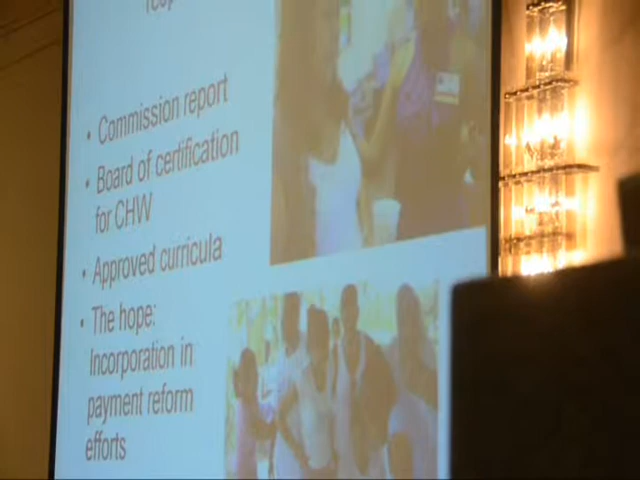 • Commission report
• Board of certification
for CHW
• Approved curricula
• The hope:
Incorporation in
payment reform
efforts